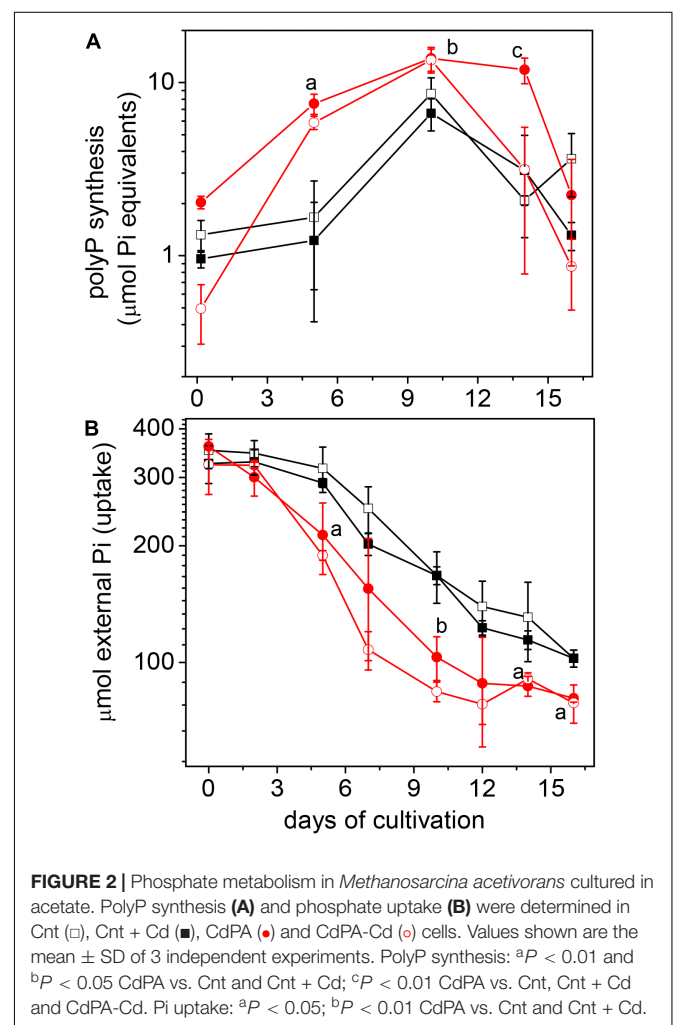 A
a
b
c
10
1
polyP synthesis
(μmol Pi equivalents)
0
3
6
9
12
15
B
400
300
200
100
a
b
a
a
μmol external Pi (uptake)
0
3
6
9
12
15
days of cultivation
FIGURE 2 | Phosphate metabolism in Methanosarcina acetivorans cultured in
acetate. PolyP synthesis (A) and phosphate uptake (B) were determined in
Cnt (□), Cnt + Cd (■), CdPA (●) and CdPA-Cd (○) cells. Values shown are the
mean ± SD of 3 independent experiments. PolyP synthesis: ᵃP < 0.01 and
ᵇP < 0.05 CdPA vs. Cnt and Cnt + Cd; ᶜP < 0.01 CdPA vs. Cnt, Cnt + Cd
and CdPA-Cd. Pi uptake: ᵃP < 0.05; ᵇP < 0.01 CdPA vs. Cnt and Cnt + Cd.